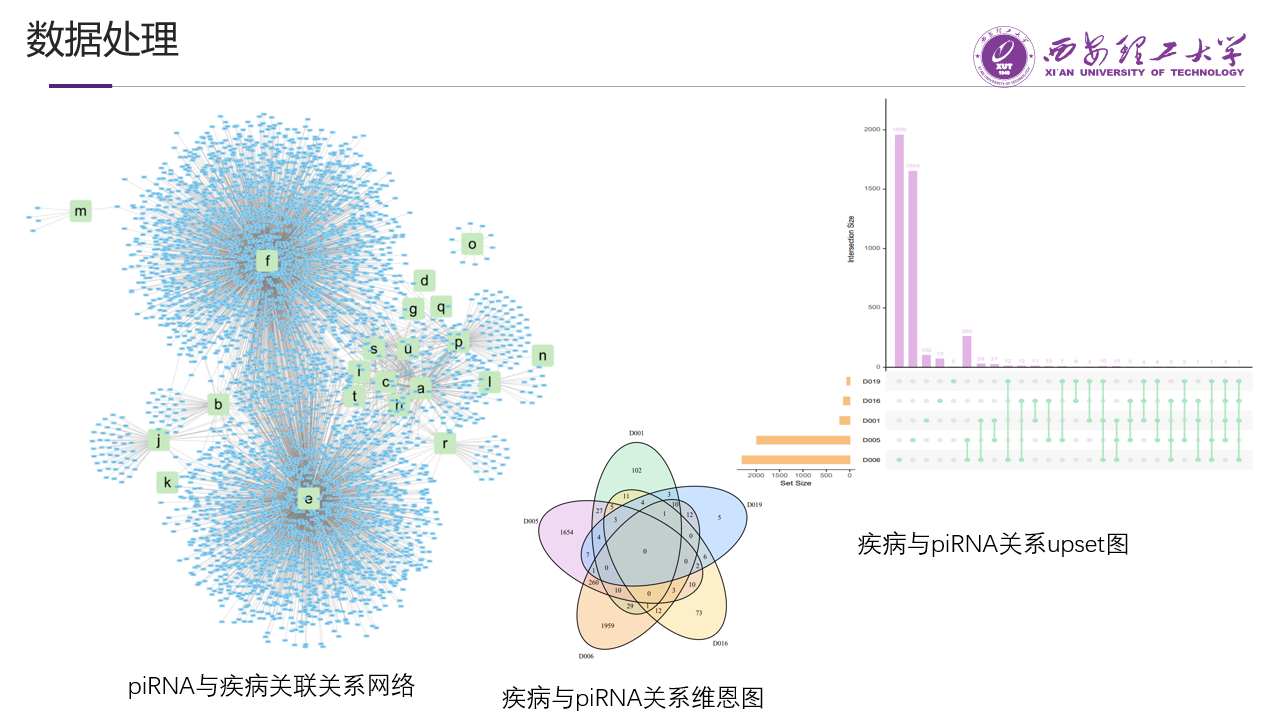 数据处理
西安理工大学
XUT
1949
XI'AN UNIVERSITY OF TECHNOLOGY
m
f
o
d
g
q
s
u
p
n
i
c
a
l
t
b
j
r
k
e
piRNA与疾病关联关系网络
D001
102
D005
D019
11
3
4
10
27
5
3
1
12
5
1654
4
0
7
0
6
0
0
2
1
260
10
0
3
10
29
1
12
73
1959
D016
D006
疾病与piRNA关系维恩图
Intersection Size
2000
1500
1000
500
0
1959
1654
102
73
5
260
29
27
12
12
11
10
7
6
3
10
10
5
4
4
3
3
1
1
2
1
D019
D016
D001
D005
D006
2000 1500 1000 500 0
Set Size
疾病与piRNA关系upset图